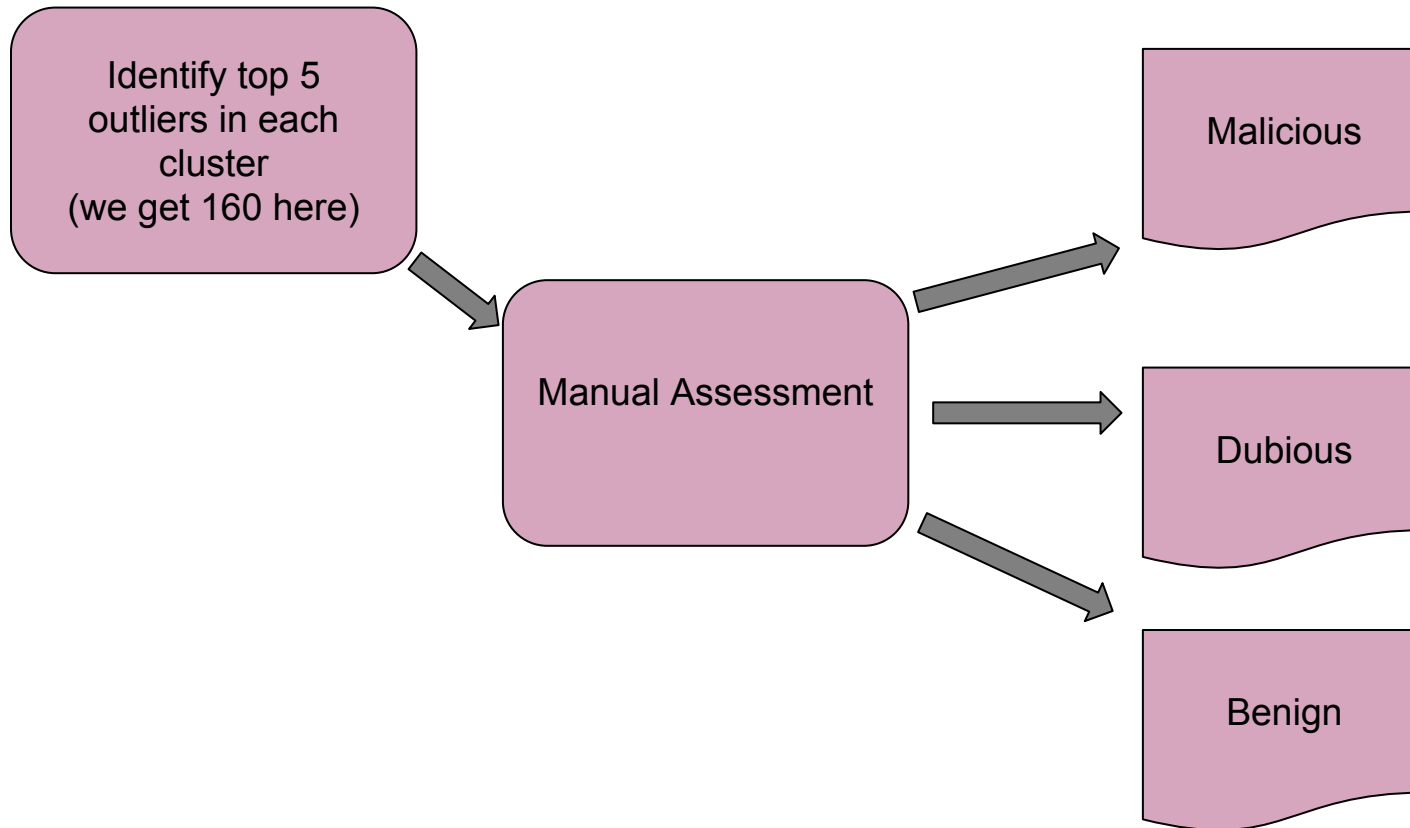 Identify top 5
outliers in each
cluster
(we get 160 here)
Manual Assessment
Malicious
Dubious
Benign